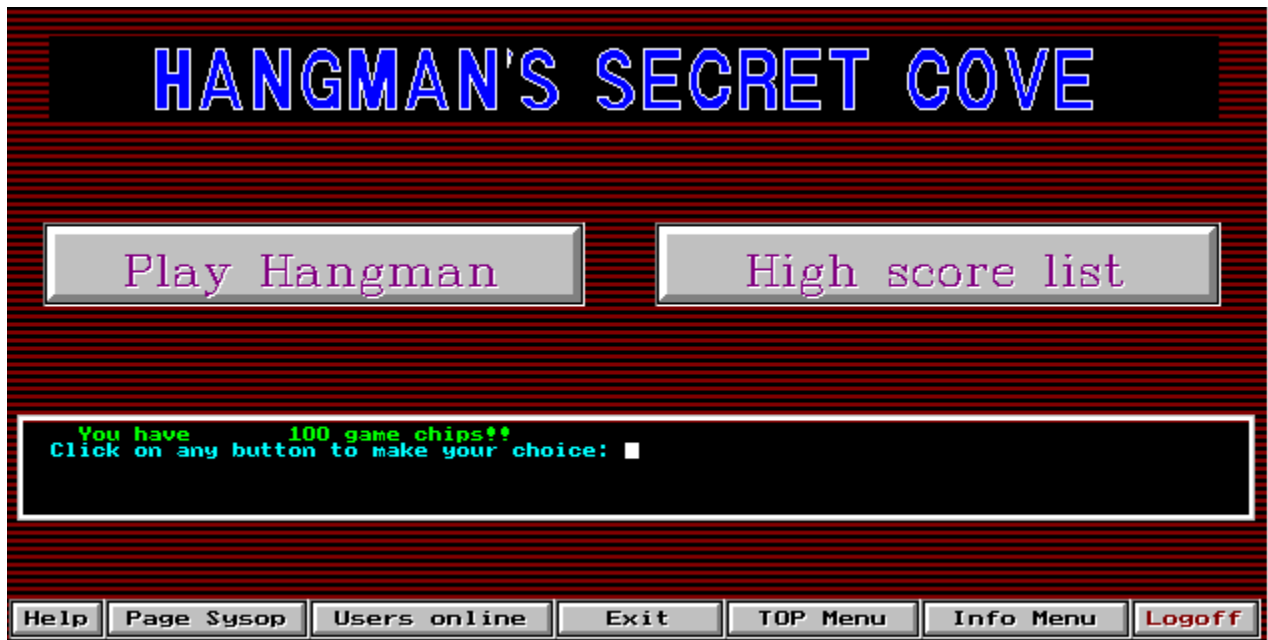 HANGMAN'S SECRET COVE
Play Hangman High score list
You have 100 game chips!!
Click on any button to make your choice:
Help Page Sysop Users online Exit TOP Menu Info Menu Logoff